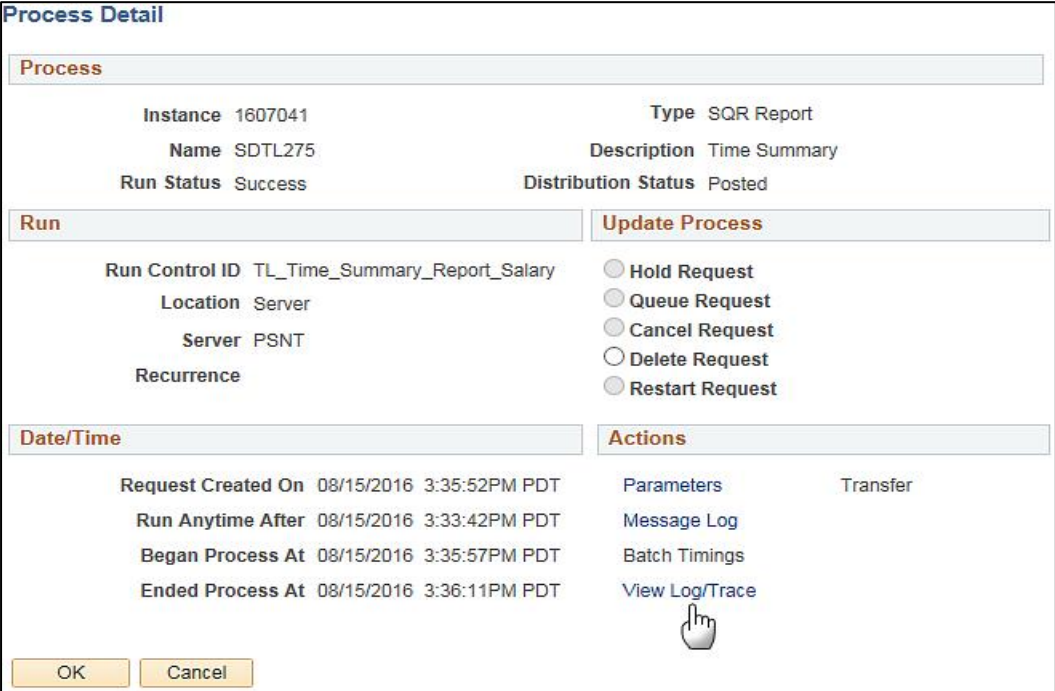 Process Detail
Process
Instance 1607041 Type SQR Report
Name SDTL275 Description Time Summary
Run Status Success Distribution Status Posted
Run
Run Control ID TL_Time_Summary_Report_Salary
Location Server
Server PSNT
Recurrence
Update Process
Hold Request
Queue Request
Cancel Request
Delete Request
Restart Request
Date/Time
Request Created On 08/15/2016 3:35:52PM PDT
Run Anytime After 08/15/2016 3:33:42PM PDT
Began Process At 08/15/2016 3:35:57PM PDT
Ended Process At 08/15/2016 3:36:11PM PDT
Actions
Parameters Transfer
Message Log
Batch Timings
View Log/Trace
OK Cancel